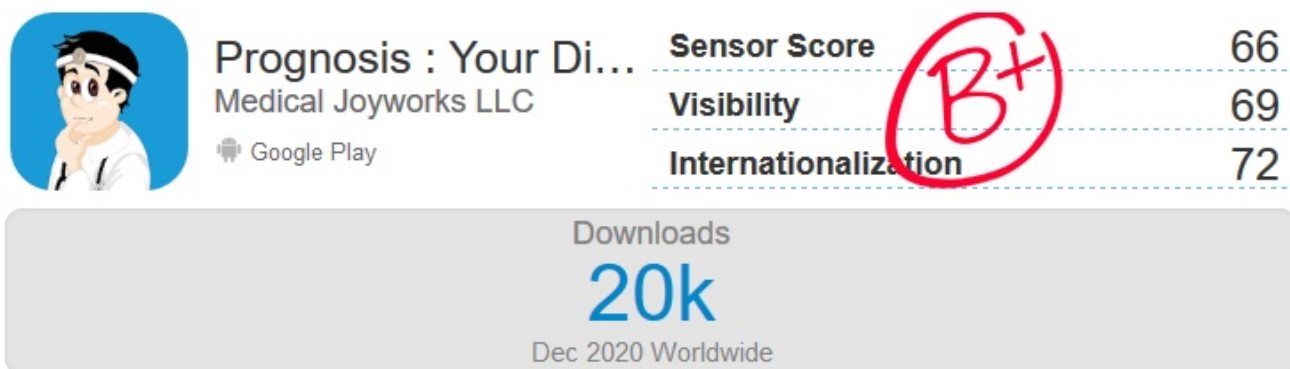 Prognosis : Your Di...
Medical Joyworks LLC
Google Play
Sensor Score 66
Visibility 69
Internationalization 72
B+
Downloads
20k
Dec 2020 Worldwide